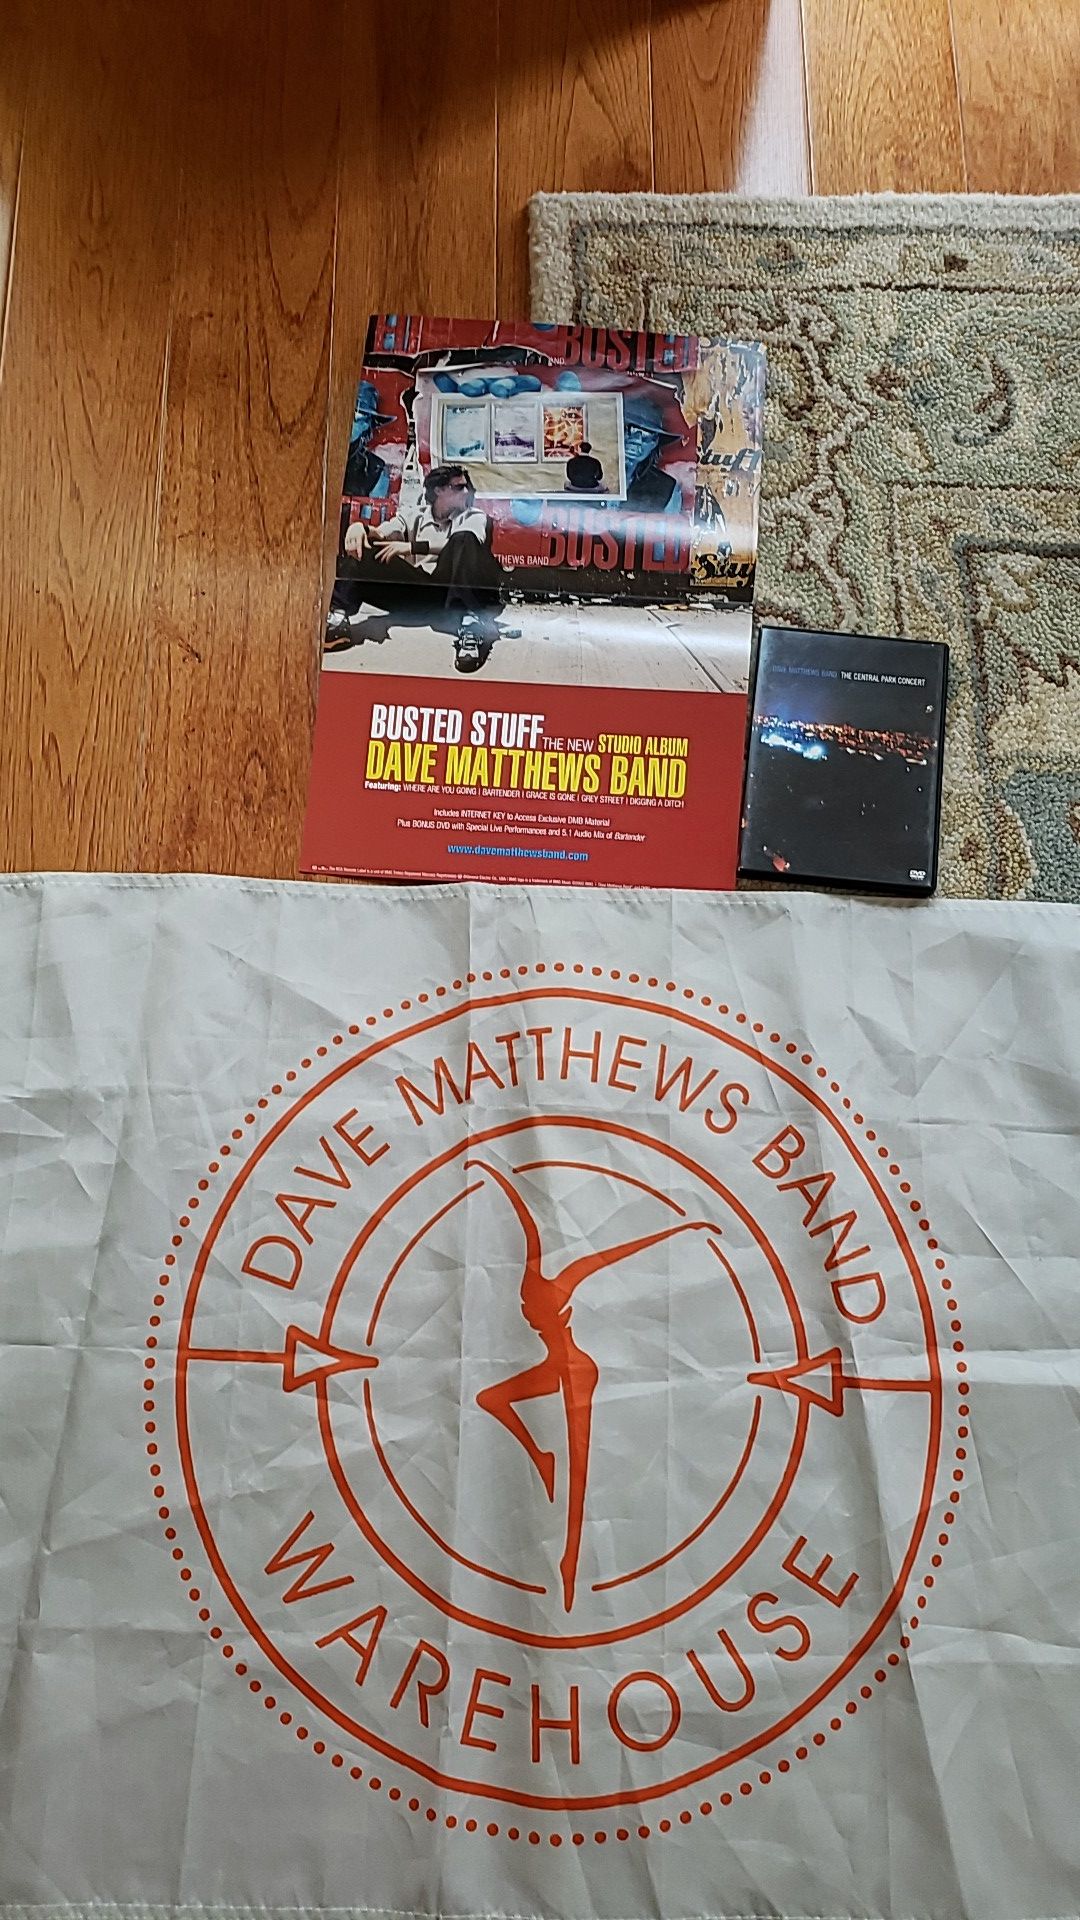 BUSTED
BUSTED
THEWS BAND
BUSTED STUFF
THE NEW STUDIO ALBUM
DAVE MATTHEWS BAND
Featuring: WHERE ARE YOU GOING | BARTENDER | GRACE IS GONE | GREY STREET | DIGGING A DITCH
Includes INTERNET KEY to Access Exclusive DMB Material
Plus BONUS DVD with Special Live Performances and 5.1 Audio Mix of Bartender
www.davematthewsband.com
DAVE MATTHEWS BAND THE CENTRAL PARK CONCERT
DVD
DAVE MATTHEWS BAND
WAREHOUSE